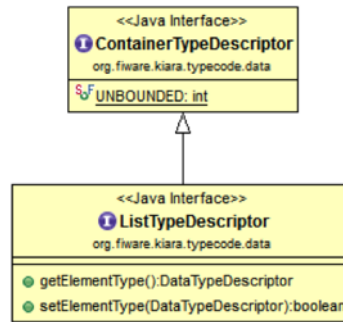 <<Java Interface>>
ContainerTypeDescriptor
org.fiware.kiara.typecode.data
UNBOUNDED: int
<<Java Interface>>
ListTypeDescriptor
org.fiware.kiara.typecode.data
getElementType():DataTypeDescriptor
setElementType(DataTypeDescriptor):boolean